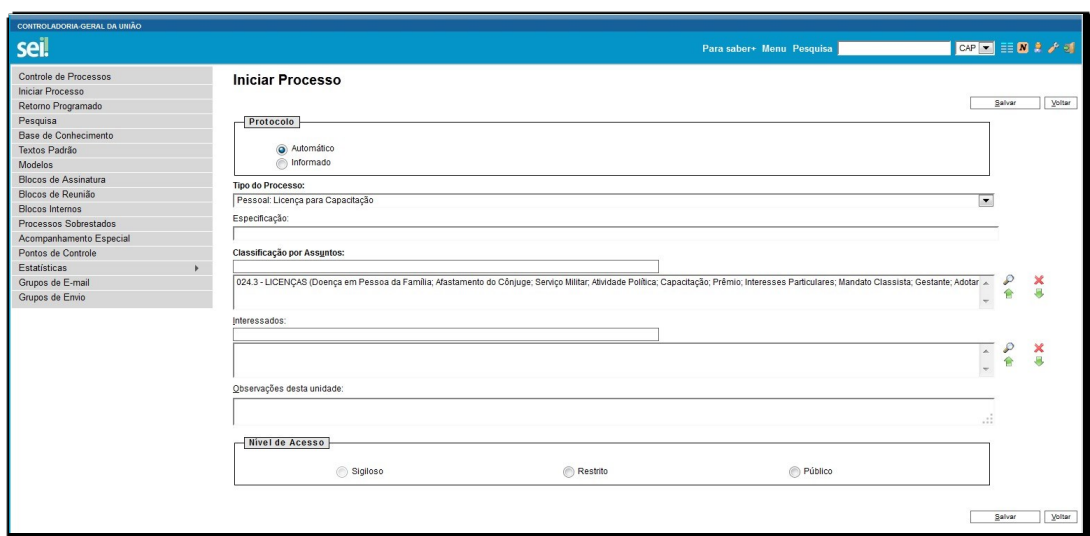 CONTROLADORIA-GERAL DA UNIÃO
sei!
Para saber+ Menu Pesquisa CAP
Controle de Processos
Iniciar Processo
Retorno Programado
Pesquisa
Base de Conhecimento
Textos Padrão
Modelos
Blocos de Assinatura
Blocos de Reunião
Blocos Internos
Processos Sobrestados
Acompanhamento Especial
Pontos de Controle
Estatísticas
Grupos de E-mail
Grupos de Envio
Iniciar Processo
Salvar Voltar
Protocolo
Automático
Informado
Tipo do Processo:
Pessoal: Licença para Capacitação
Especificação:
Classificação por Assuntos:
024.3 - LICENÇAS (Doença em Pessoa da Família; Afastamento do Cônjuge; Serviço Militar; Atividade Política; Capacitação; Prêmio; Interesses Particulares; Mandato Classista; Gestante; Adotar
Interessados:
Observações desta unidade:
Nível de Acesso
Sigiloso Restrito Público
Salvar Voltar